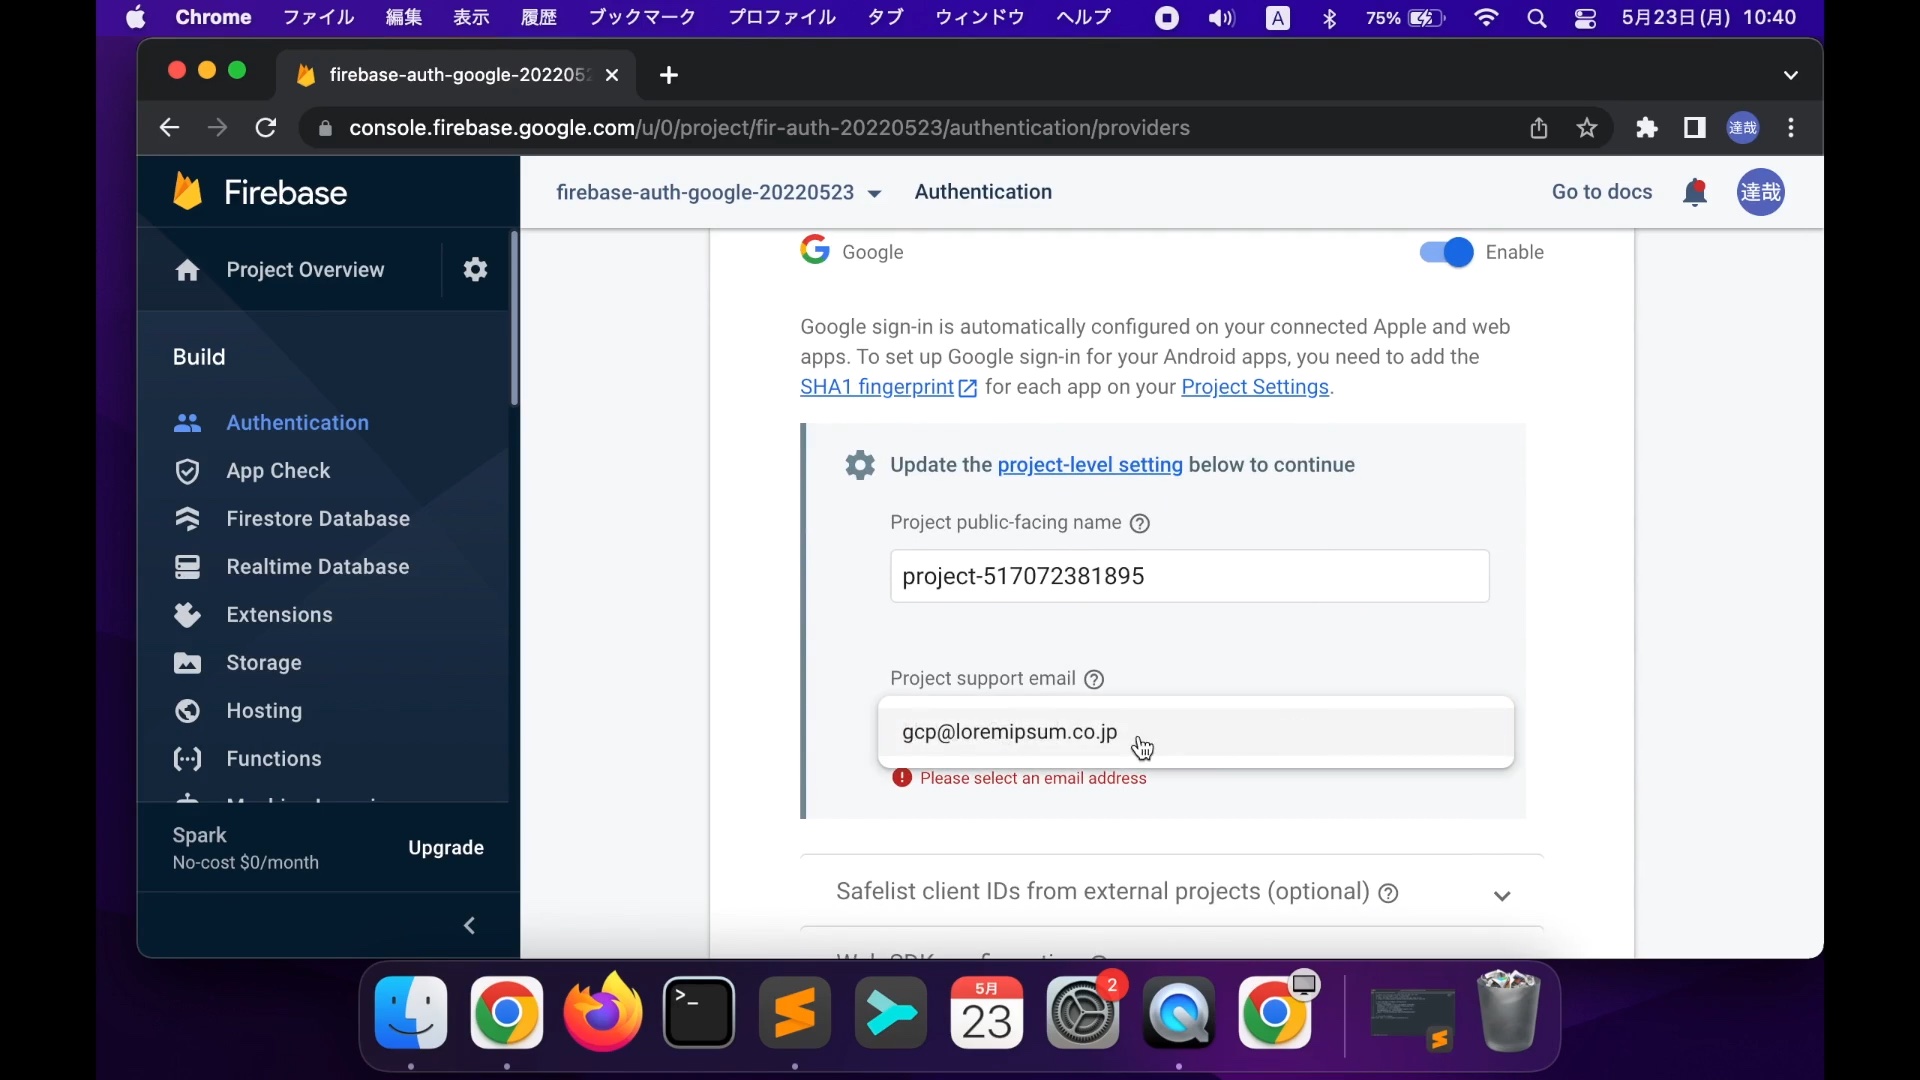 Chrome ファイル 編集 表示 履歴 ブックマーク プロファイル タブ ウィンドウ ヘルプ A 75% 5月23日(月) 10:40
firebase-auth-google-2022052
console.firebase.google.com/u/0/project/fir-auth-20220523/authentication/providers 達哉
Firebase
firebase-auth-google-20220523 Authentication Go to docs 達哉
Project Overview
Build
Authentication
App Check
Firestore Database
Realtime Database
Extensions
Storage
Hosting
Functions
Spark
No-cost $0/month
Upgrade
Google Enable
Google sign-in is automatically configured on your connected Apple and web
apps. To set up Google sign-in for your Android apps, you need to add the
SHA1 fingerprint for each app on your Project Settings.
Update the project-level setting below to continue
Project public-facing name
project-517072381895
Project support email
gcp@loremipsum.co.jp
Please select an email address
Safelist client IDs from external projects (optional)
5月
23
2